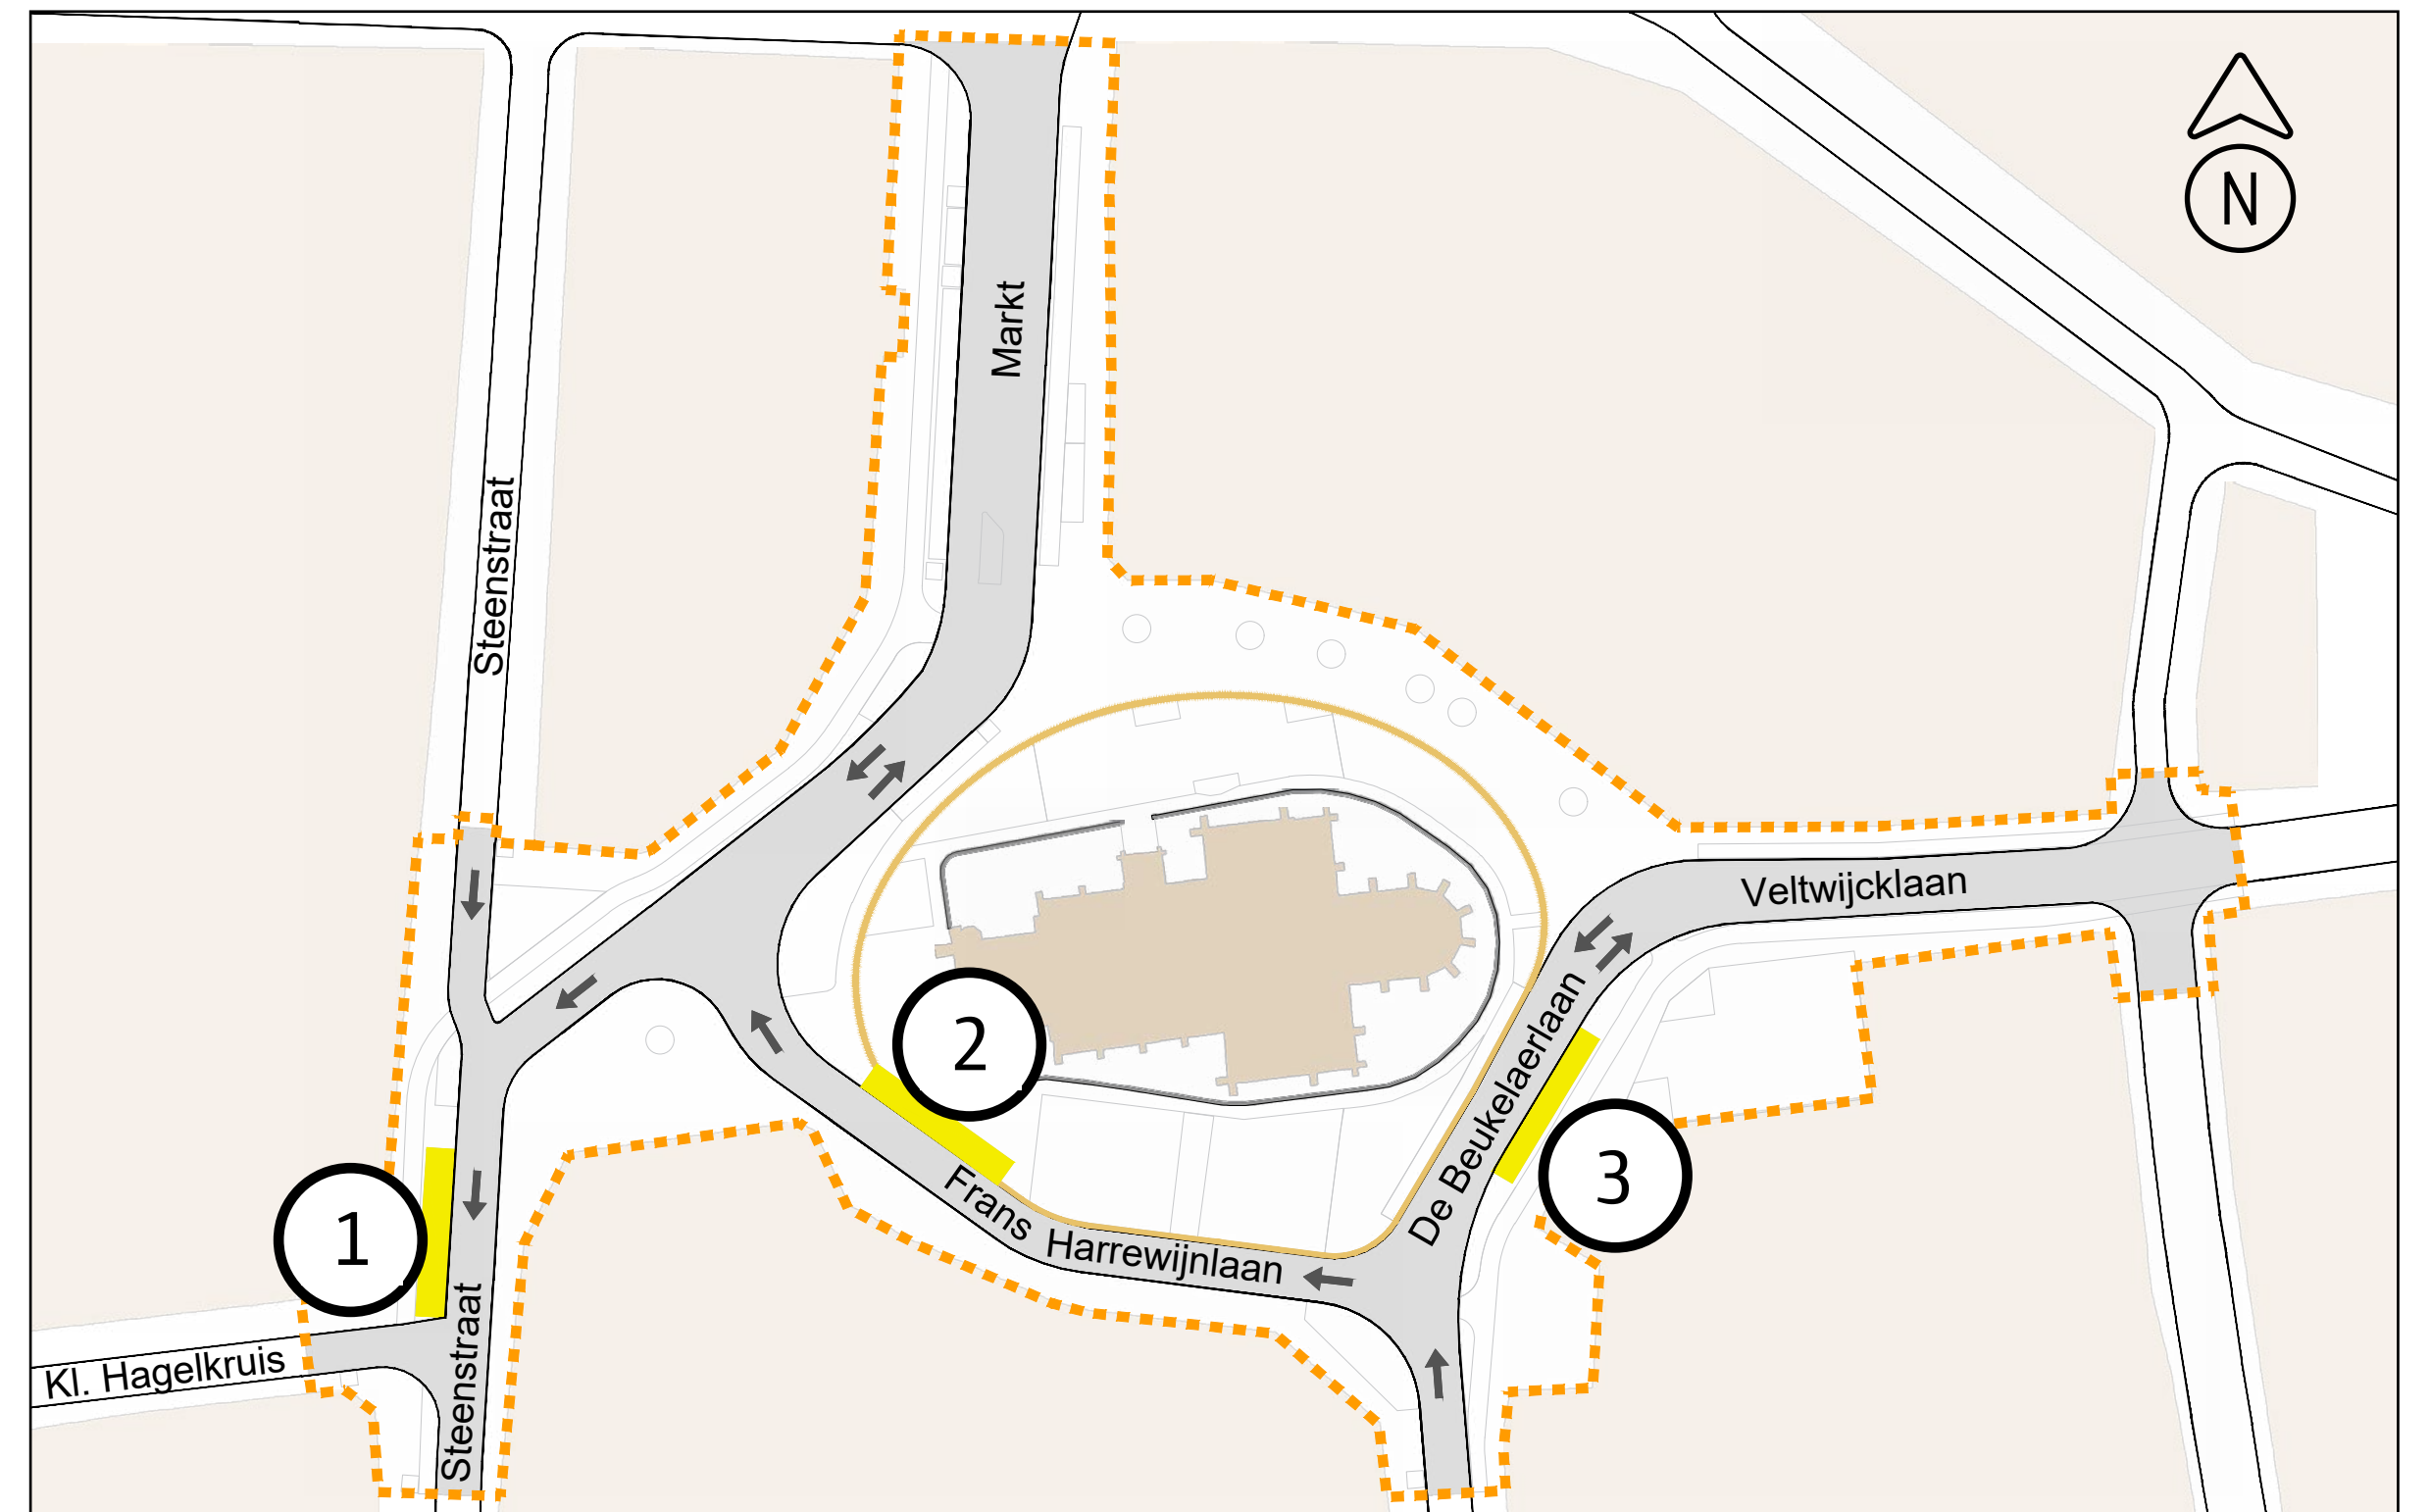 N
Markt
Steenstraat
Veltwijcklaan
De Beukelaerlaan
2
3
Frans Harrewijnlaan
1
Kl. Hagelkruis
Steenstraat